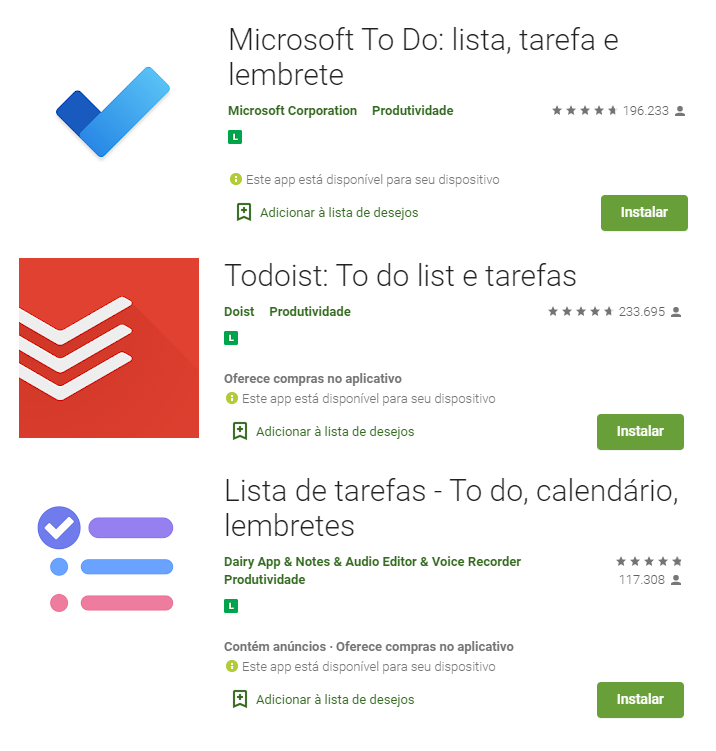 Microsoft To Do: lista, tarefa e
lembrete
Microsoft Corporation Produtividade 196.233
L
Este app está disponível para seu dispositivo
Adicionar à lista de desejos Instalar
Todoist: To do list e tarefas
Doist Produtividade 233.695
L
Oferece compras no aplicativo
Este app está disponível para seu dispositivo
Adicionar à lista de desejos Instalar
Lista de tarefas - To do, calendário,
lembretes
Dairy App & Notes & Audio Editor & Voice Recorder
Produtividade 117.308
L
Contém anúncios · Oferece compras no aplicativo
Este app está disponível para seu dispositivo
Adicionar à lista de desejos Instalar